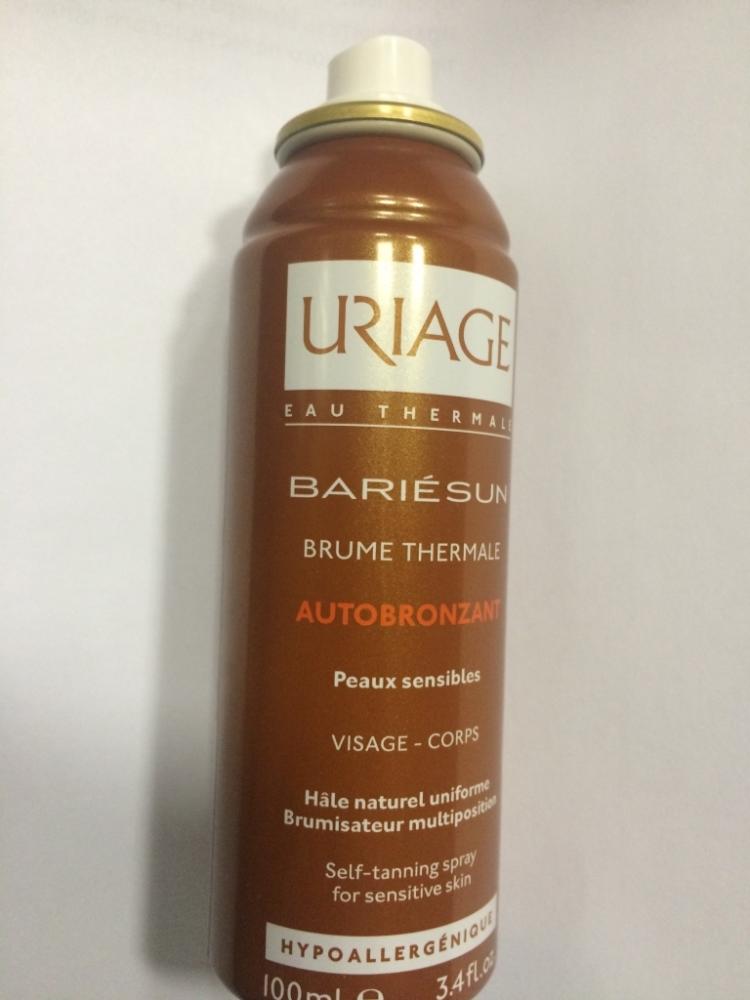 URIAGE
EAU THERMALE
BARIÉSUN
BRUME THERMALE
AUTOBRONZANT
Peaux sensibles
VISAGE - CORPS
Hâle naturel uniforme
Brumisateur multiposition
Self-tanning spray
for sensitive skin
HYPOALLERGÉNIQUE
100ml e 3.4fl.oz